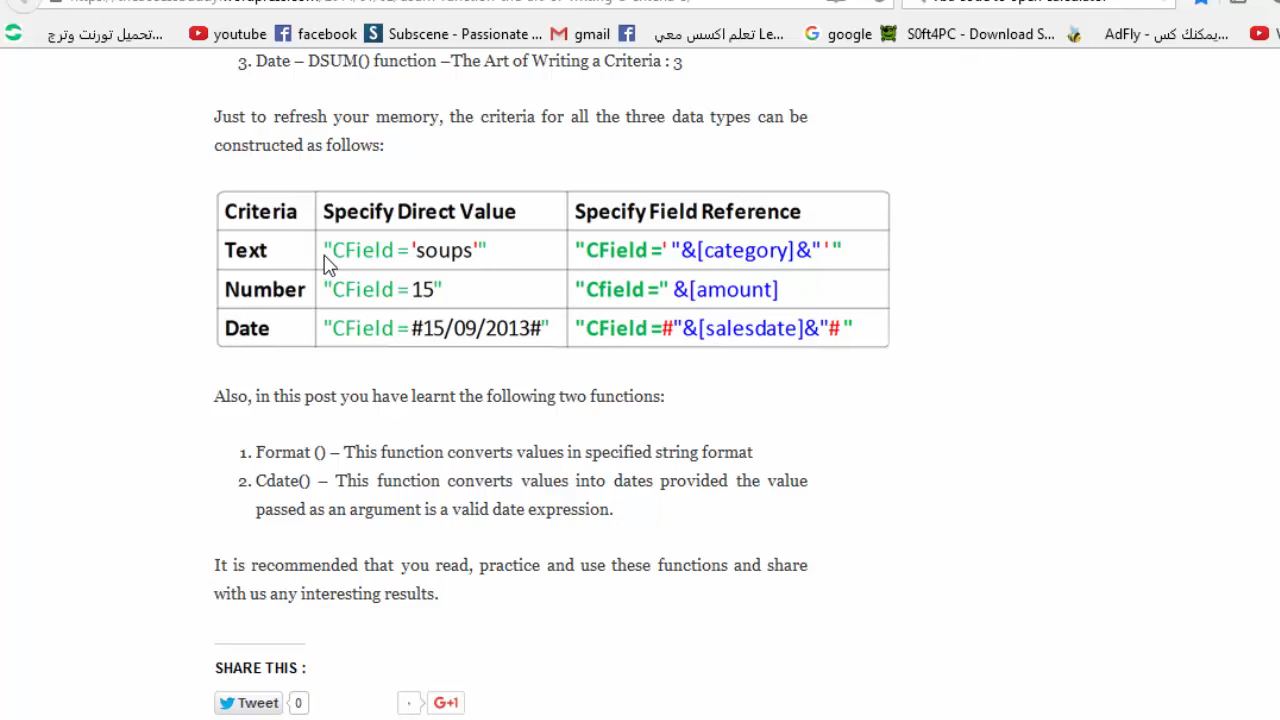 ...تحميل تورنت وترج youtube facebook S Subscene - Passionate ... gmail تعلم اكسس معي Le... google S0ft4PC - Download S... AdFly - يمكنك كس...
3. Date – DSUM() function –The Art of Writing a Criteria : 3
Just to refresh your memory, the criteria for all the three data types can be
constructed as follows:
Criteria Specify Direct Value Specify Field Reference
Text "CField ='soups'" "CField =' "&[category]&" ' "
Number "CField = 15" "Cfield =" &[amount]
Date "CField = #15/09/2013#" "CField =#"&[salesdate]&"# "
Also, in this post you have learnt the following two functions:
1. Format () – This function converts values in specified string format
2. Cdate() – This function converts values into dates provided the value
passed as an argument is a valid date expression.
It is recommended that you read, practice and use these functions and share
with us any interesting results.
SHARE THIS :
Tweet 0 G+1